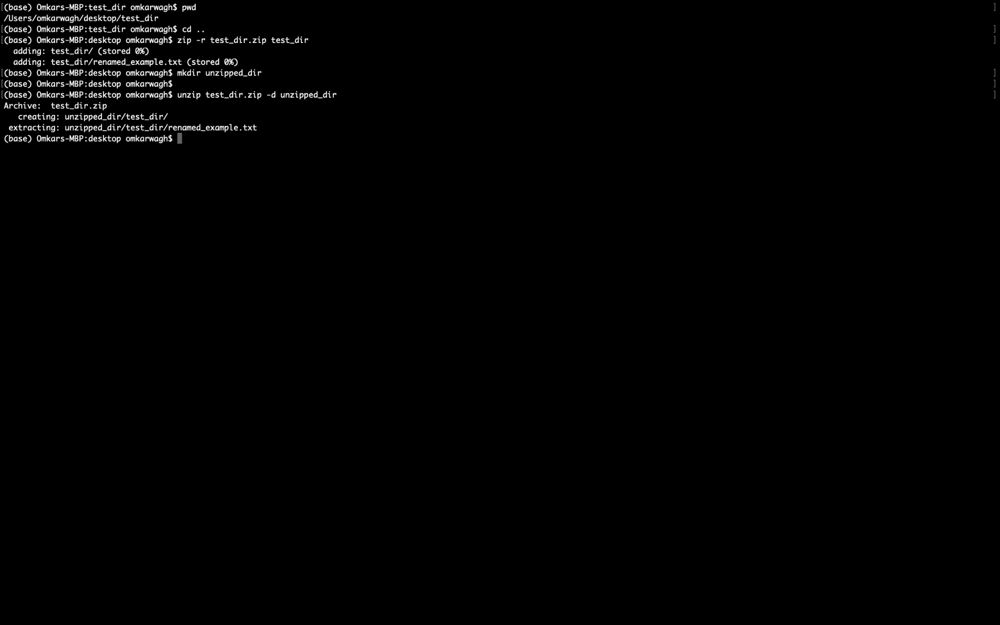 [(base) Omkars-MBP:test_dir omkarwagh$ pwd ]
/Users/omkarwagh/desktop/test_dir
[(base) Omkars-MBP:test_dir omkarwagh$ cd .. ]
[(base) Omkars-MBP:desktop omkarwagh$ zip -r test_dir.zip test_dir ]
  adding: test_dir/ (stored 0%)
  adding: test_dir/renamed_example.txt (stored 0%)
[(base) Omkars-MBP:desktop omkarwagh$ mkdir unzipped_dir ]
[(base) Omkars-MBP:desktop omkarwagh$ ]
[(base) Omkars-MBP:desktop omkarwagh$ unzip test_dir.zip -d unzipped_dir ]
Archive:  test_dir.zip
   creating: unzipped_dir/test_dir/
 extracting: unzipped_dir/test_dir/renamed_example.txt
(base) Omkars-MBP:desktop omkarwagh$